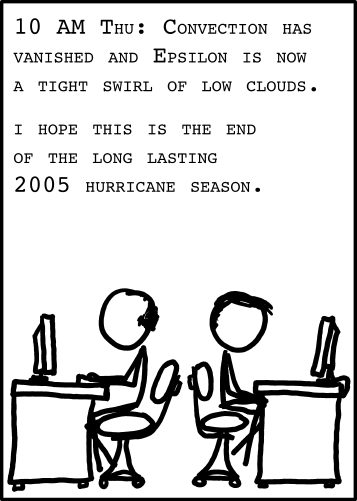 10 AM Thu: Convection has
vanished and Epsilon is now
a tight swirl of low clouds.
I hope this is the end
of the long lasting
2005 hurricane season.